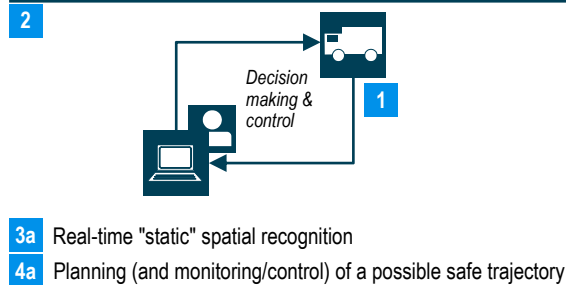 2
Decision
making &
control
1
3a Real-time "static" spatial recognition
4a Planning (and monitoring/control) of a possible safe trajectory